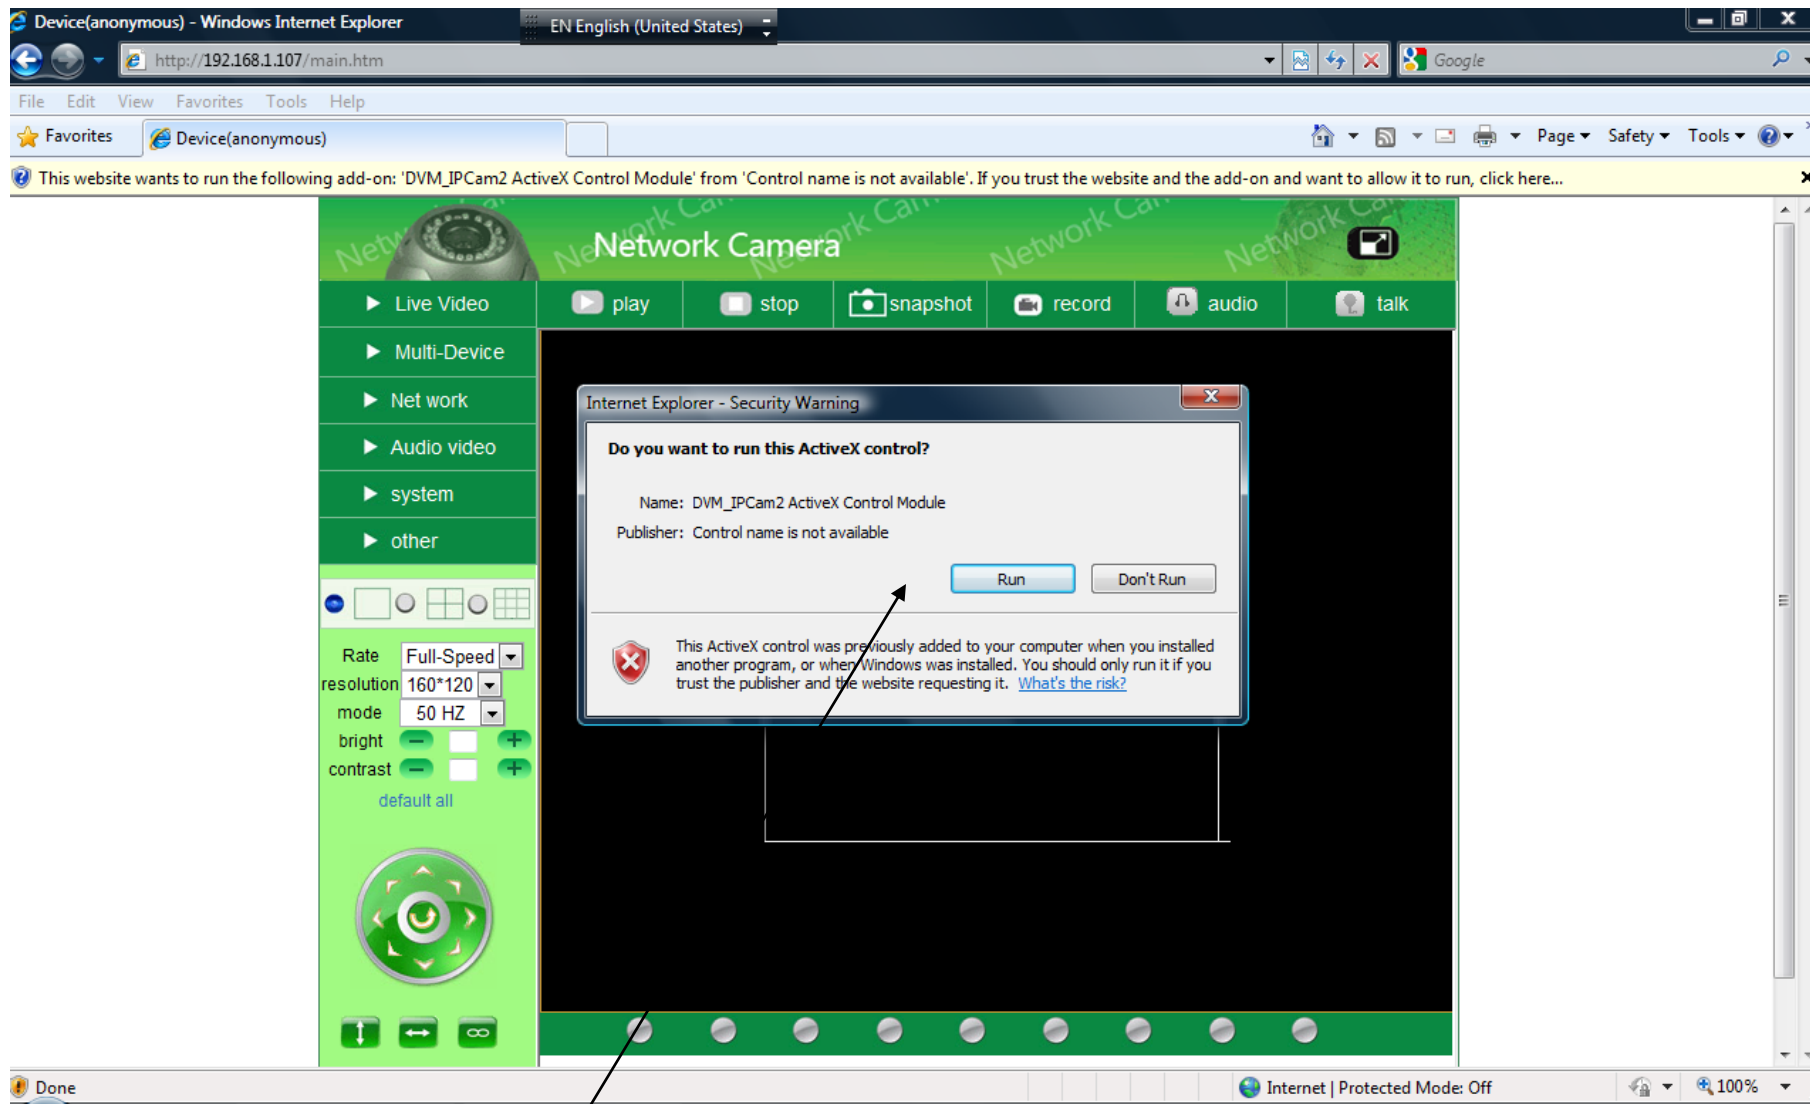 Device(anonymous) - Windows Internet Explorer
EN English (United States)
http://192.168.1.107/main.htm
Google
File Edit View Favorites Tools Help
Favorites
Device(anonymous)
Page Safety Tools
This website wants to run the following add-on: 'DVM_IPCam2 ActiveX Control Module' from 'Control name is not available'. If you trust the website and the add-on and want to allow it to run, click here...
Network Camera
Live Video
play
stop
snapshot
record
audio
talk
Multi-Device
Net work
Audio video
system
other
Internet Explorer - Security Warning
Do you want to run this ActiveX control?
Name: DVM_IPCam2 ActiveX Control Module
Publisher: Control name is not available
Run
Don't Run
This ActiveX control was previously added to your computer when you installed
another program, or when Windows was installed. You should only run it if you
trust the publisher and the website requesting it. What's the risk?
Rate Full-Speed
resolution 160*120
mode 50 HZ
bright
contrast
default all
Done
Internet | Protected Mode: Off
100%